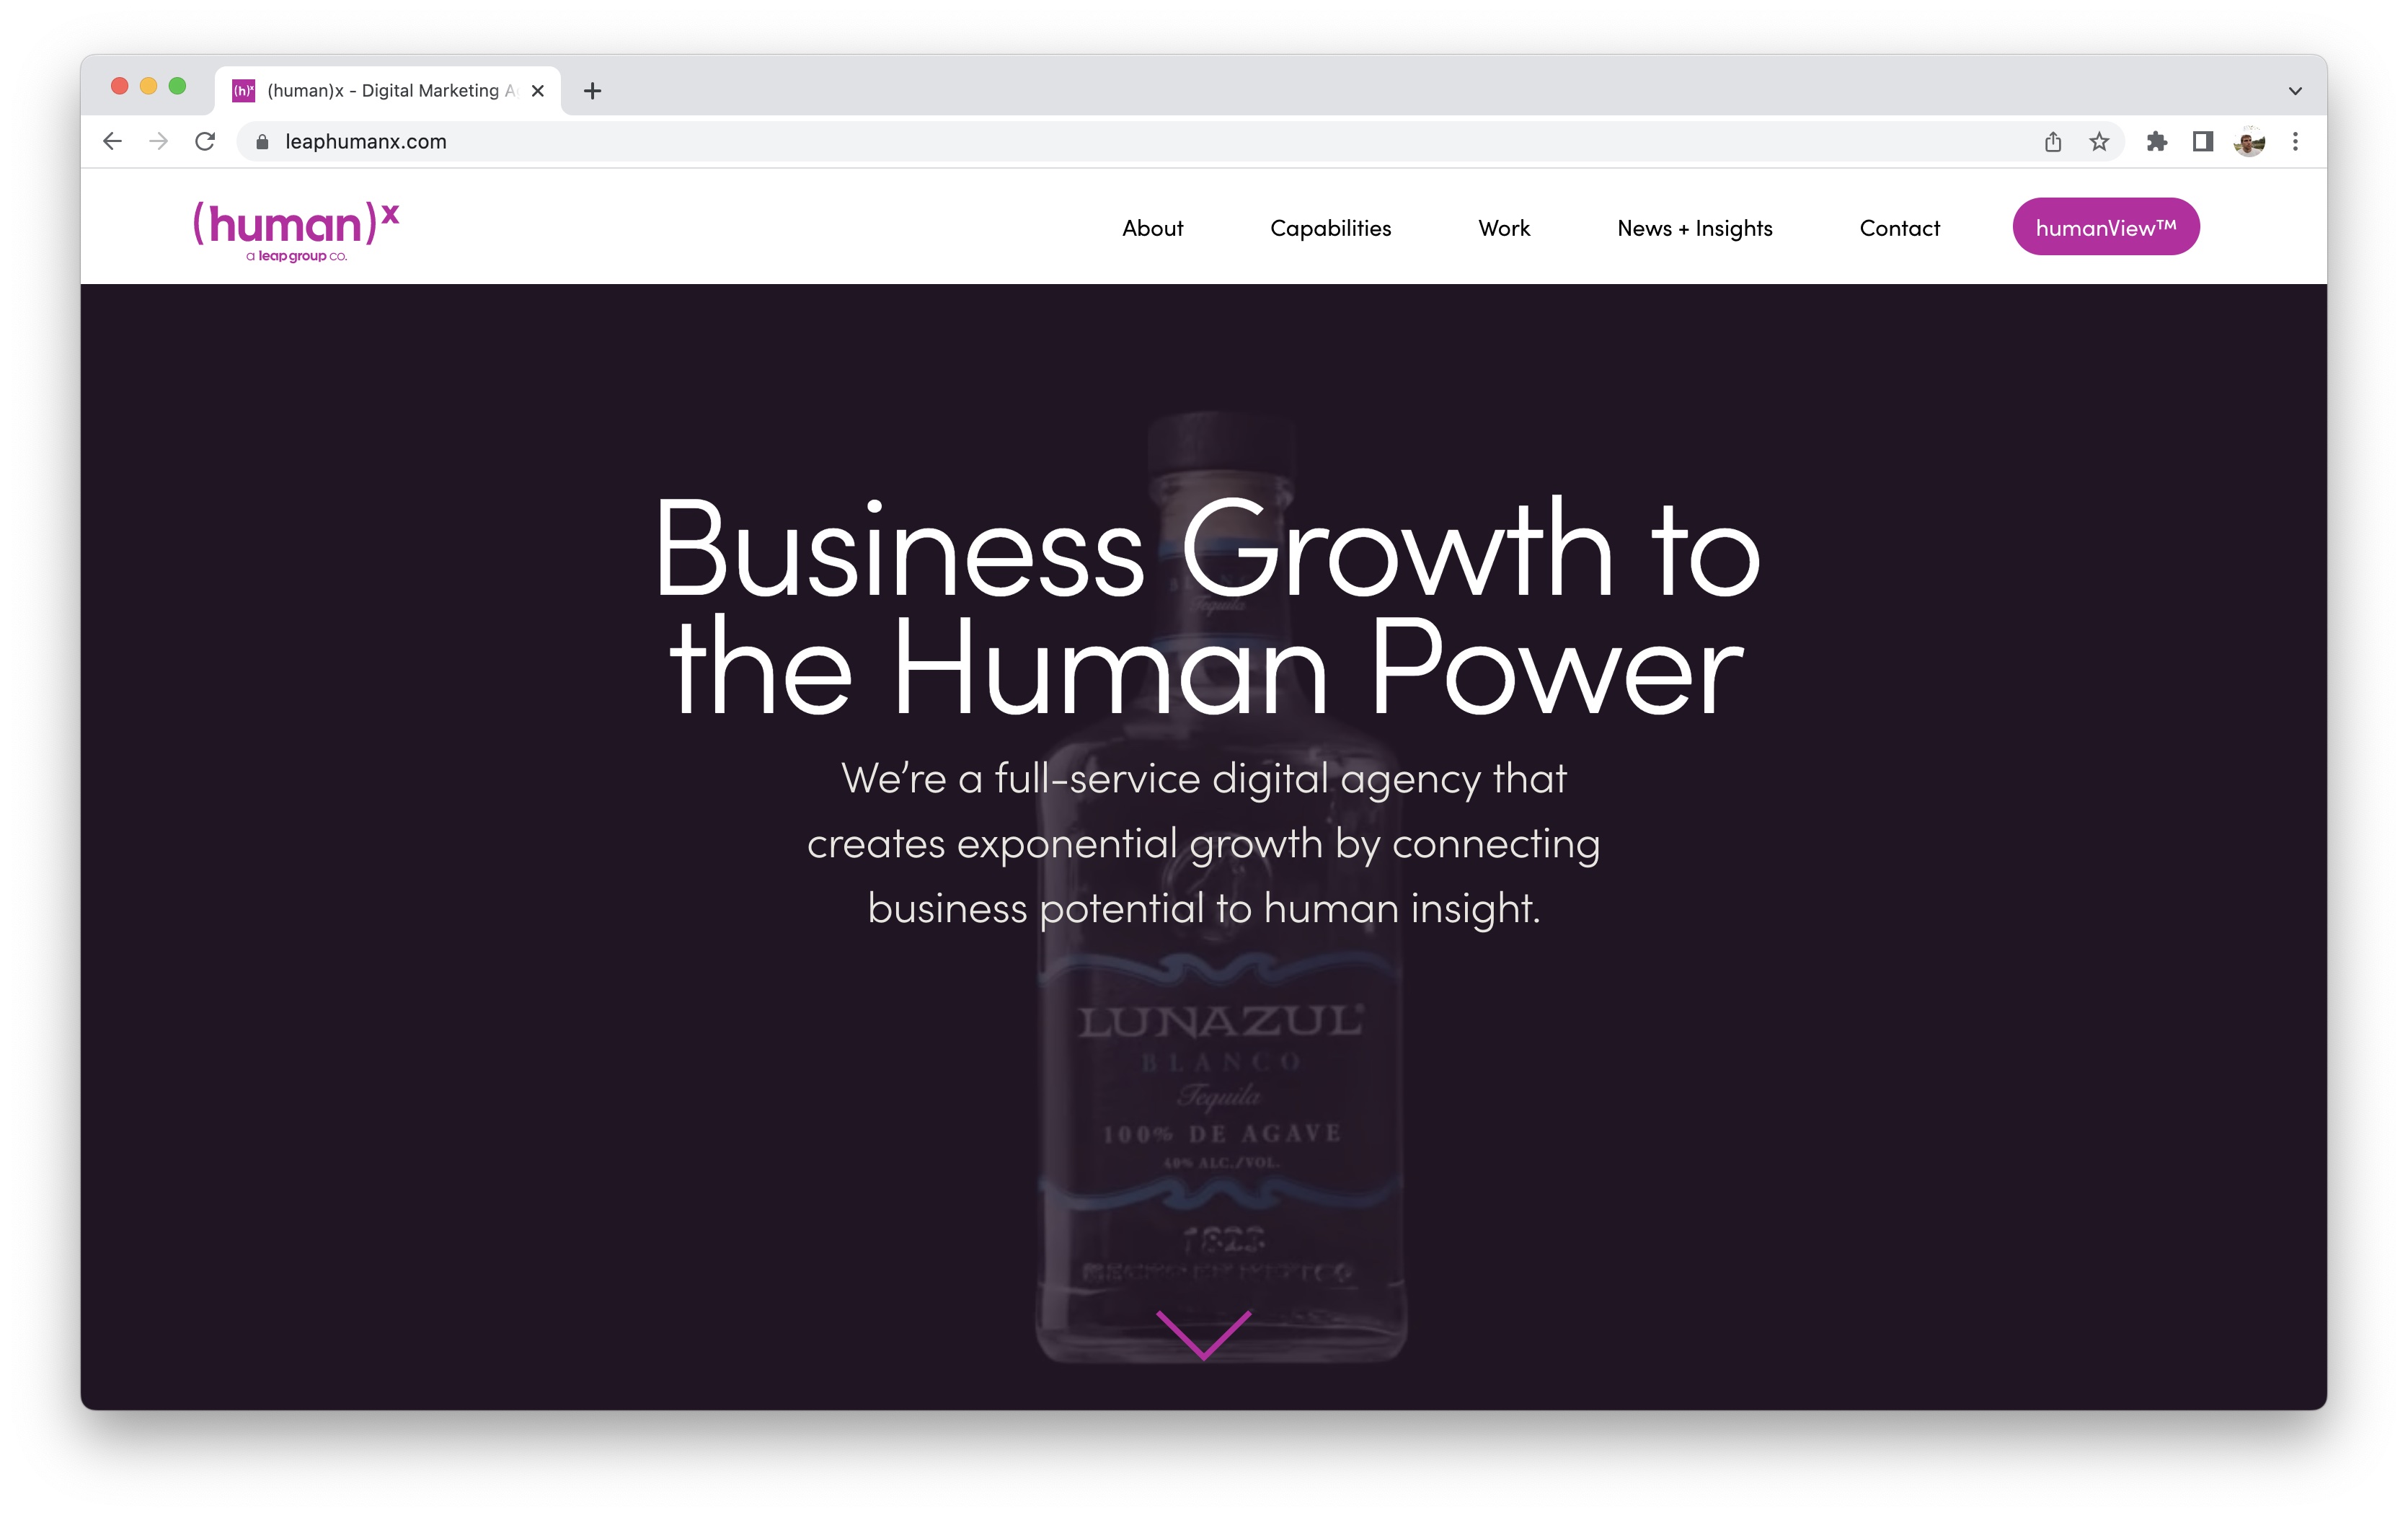 (h)x (human)x - Digital Marketing A
leaphumanx.com
(human)x
a leap group co.
About Capabilities Work News + Insights Contact humanView™
Business Growth to
the Human Power
We’re a full-service digital agency that
creates exponential growth by connecting
business potential to human insight.
Tequila
LUNAZUL®
BLANCO
Tequila
100% DE AGAVE
40% ALC./VOL.